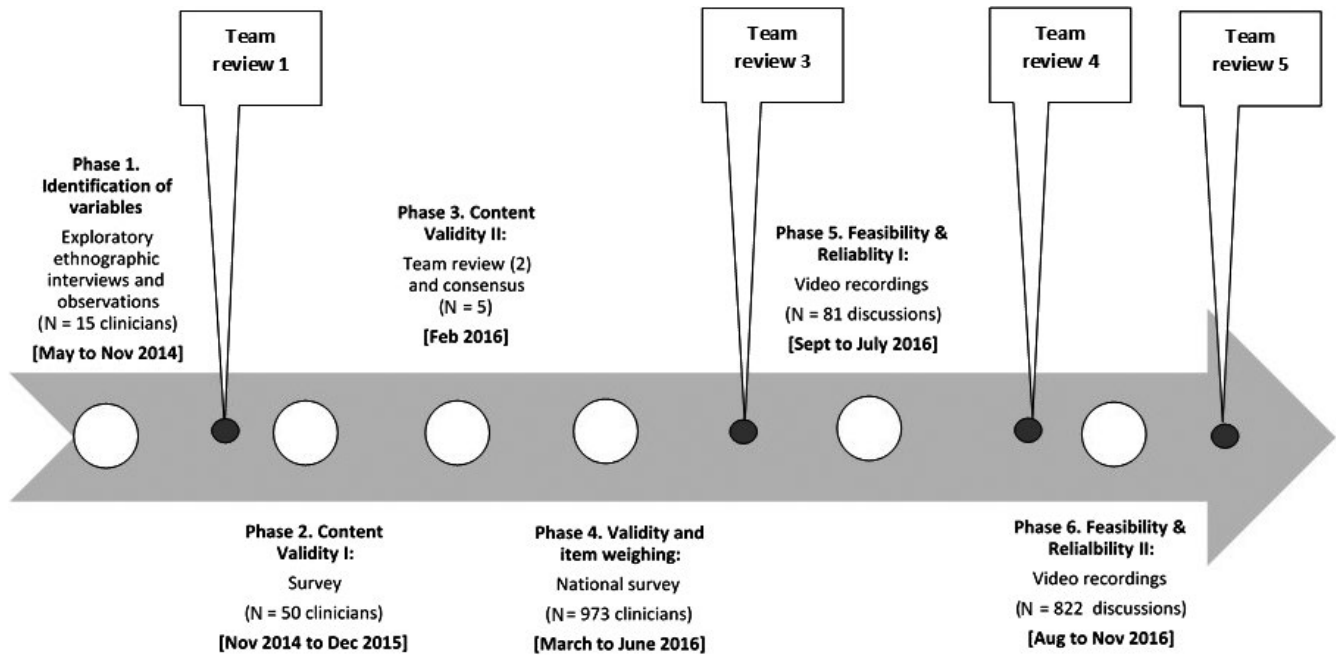 Team
review 1
Team
review 3
Team
review 4
Team
review 5
Phase 1.
Identification of
variables
Exploratory
ethnographic
interviews and
observations
(N = 15 clinicians)
[May to Nov 2014]
Phase 3. Content
Validity II:
Team review (2)
and consensus
(N = 5)
[Feb 2016]
Phase 5. Feasibility &
Reliablity I:
Video recordings
(N = 81 discussions)
[Sept to July 2016]
Phase 2. Content
Validity I:
Survey
(N = 50 clinicians)
[Nov 2014 to Dec 2015]
Phase 4. Validity and
item weighing:
National survey
(N = 973 clinicians)
[March to June 2016]
Phase 6. Feasibility &
Relialbility II:
Video recordings
(N = 822 discussions)
[Aug to Nov 2016]